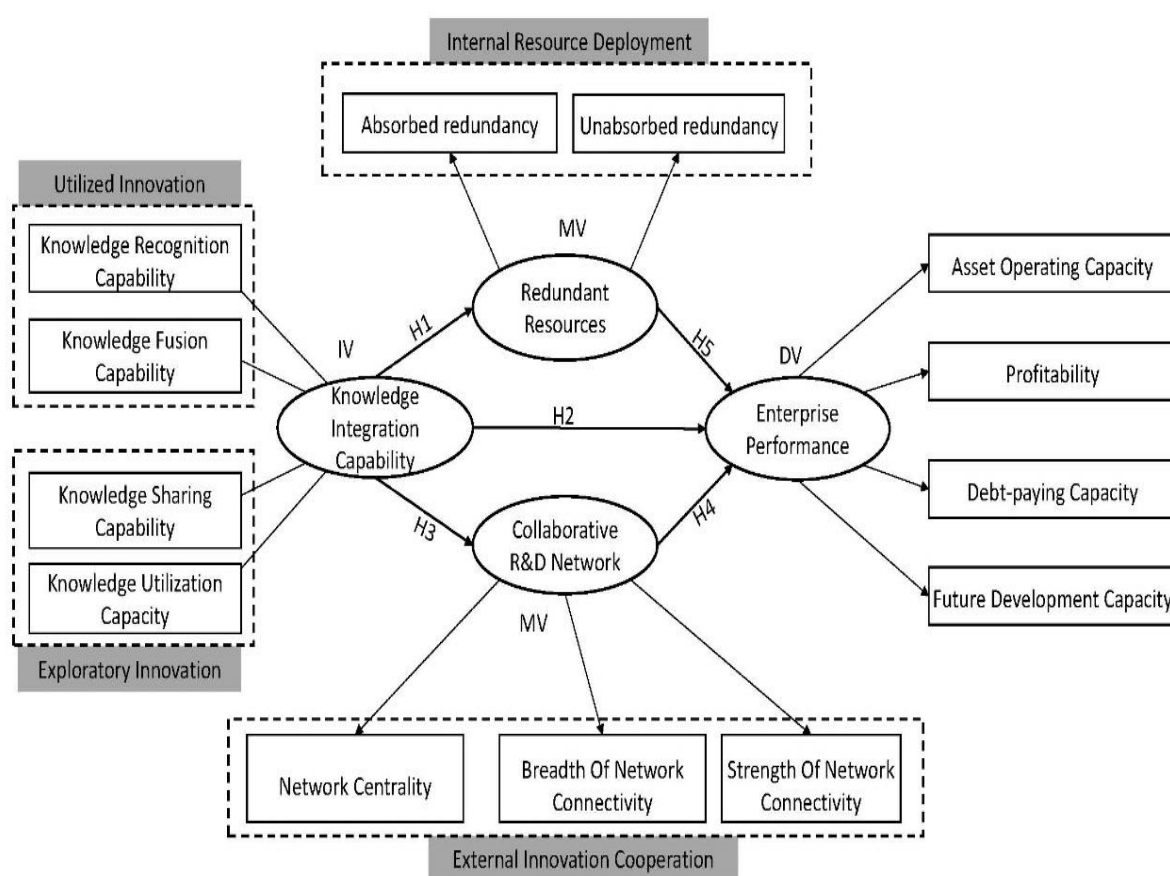 Internal Resource Deployment
Absorbed redundancy
Unabsorbed redundancy
Utilized Innovation
Knowledge Recognition
Capability
Knowledge Fusion
Capability
MV
Redundant
Resources
Asset Operating Capacity
H1
H5
IV
DV
Profitability
Knowledge
Integration
Capability
H2
Enterprise
Performance
Knowledge Sharing
Capability
Knowledge Utilization
Capacity
Exploratory Innovation
H3
H4
Collaborative
R&D Network
MV
Debt-paying Capacity
Future Development Capacity
Network Centrality
Breadth Of Network
Connectivity
Strength Of Network
Connectivity
External Innovation Cooperation